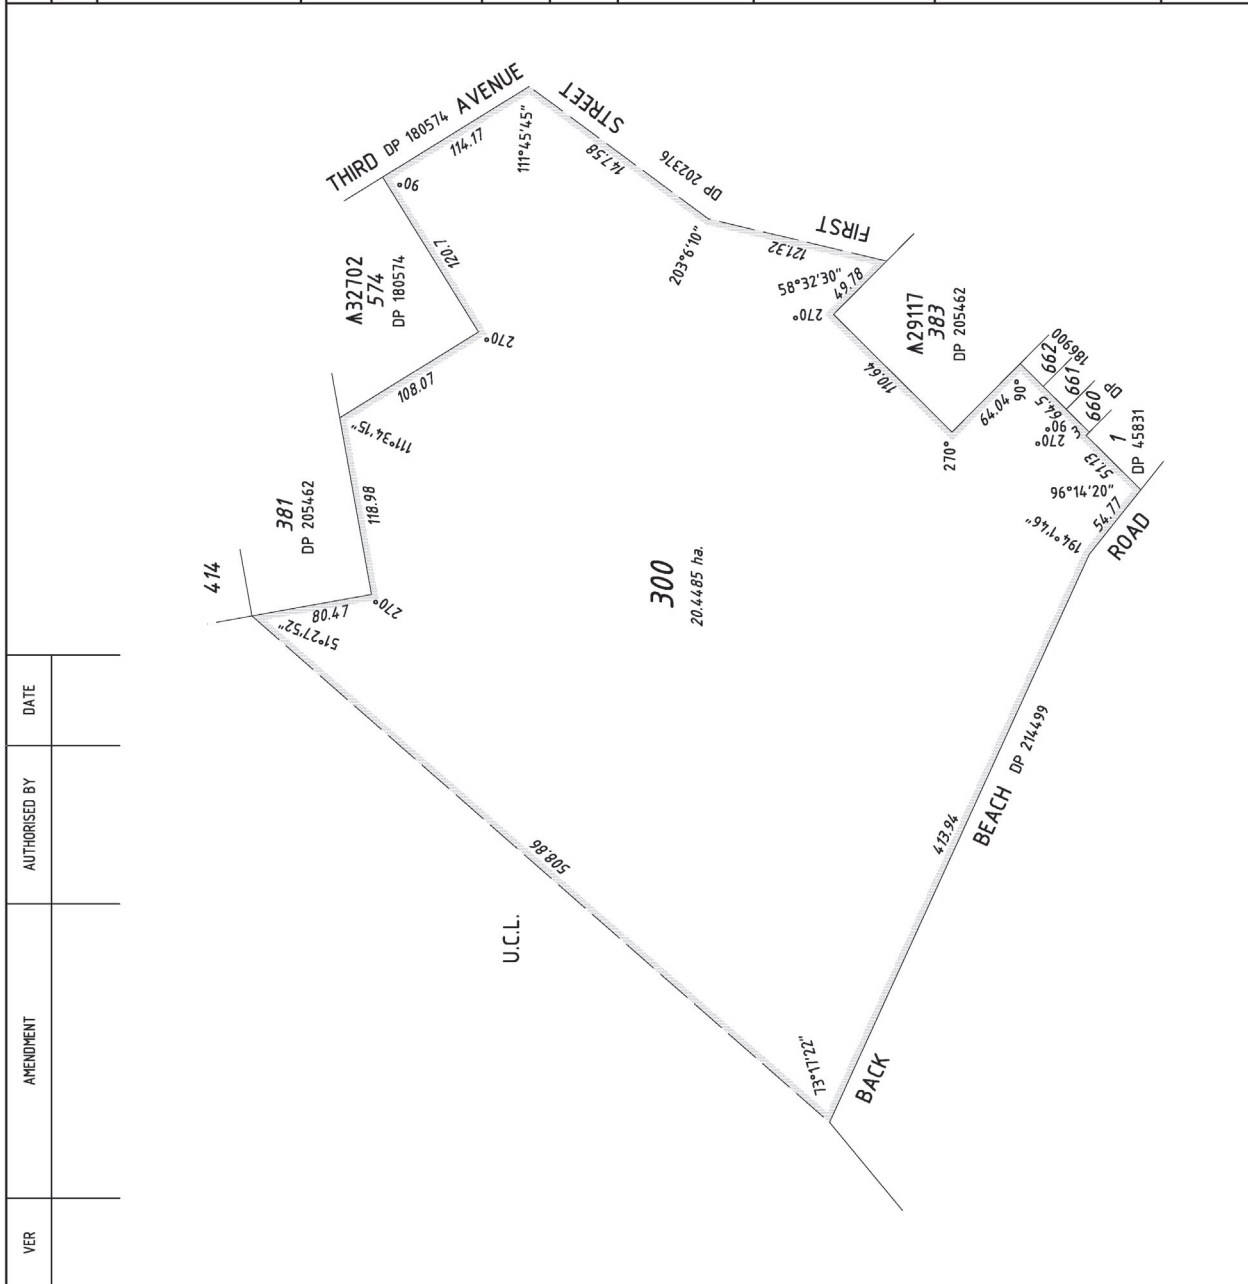 THIRD DP 180574 AVENUE
114.17
90°
111°45'45"
STREET
147.58
DP 202376
203°6'10"
FIRST
121.32
58°32'30"
49.78
270°
⩚32702
574
DP 180574
120.7
270°
108.07
111°34'15"
⩚29117
383
DP 205462
110.64
64.04
270°
90°
662
661
660
DP 186900
64.5
90°
3
270°
1
DP 45831
51.13
96°14'20"
54.77
194°1'46"
ROAD
381
DP 205462
118.98
414
80.47
270°
51°27'52"
300
20.4485 ha.
508.86
U.C.L.
413.94
BEACH DP 214499
BACK
73°17'22"
DATE
AUTHORISED BY
AMENDMENT
VER